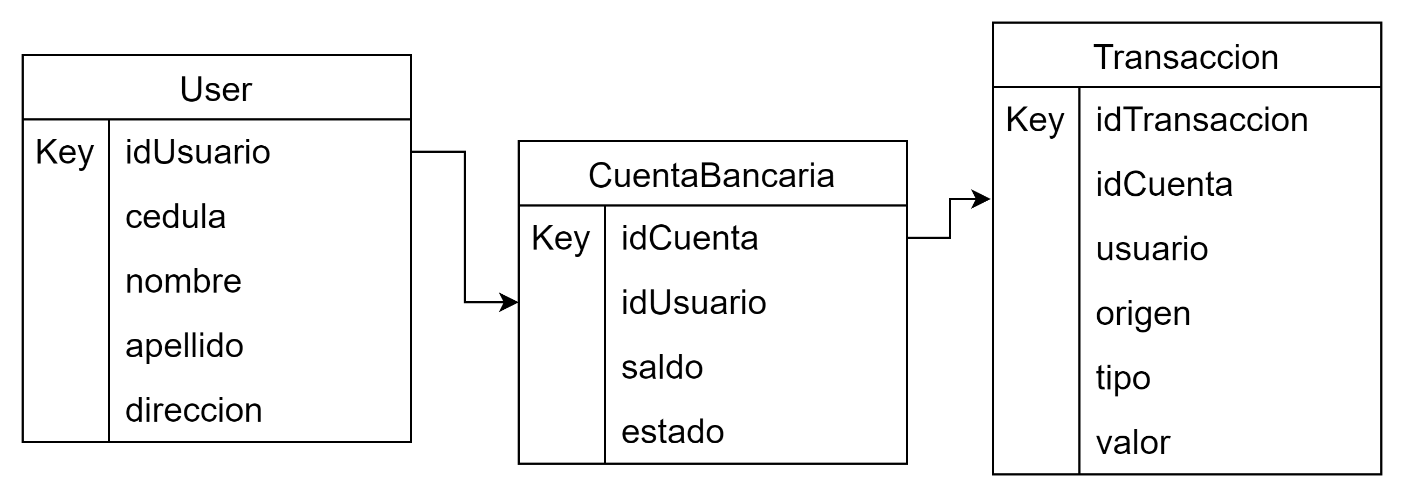 User
Key idUsuario
cedula
nombre
apellido
direccion
CuentaBancaria
Key idCuenta
idUsuario
saldo
estado
Transaccion
Key idTransaccion
idCuenta
usuario
origen
tipo
valor